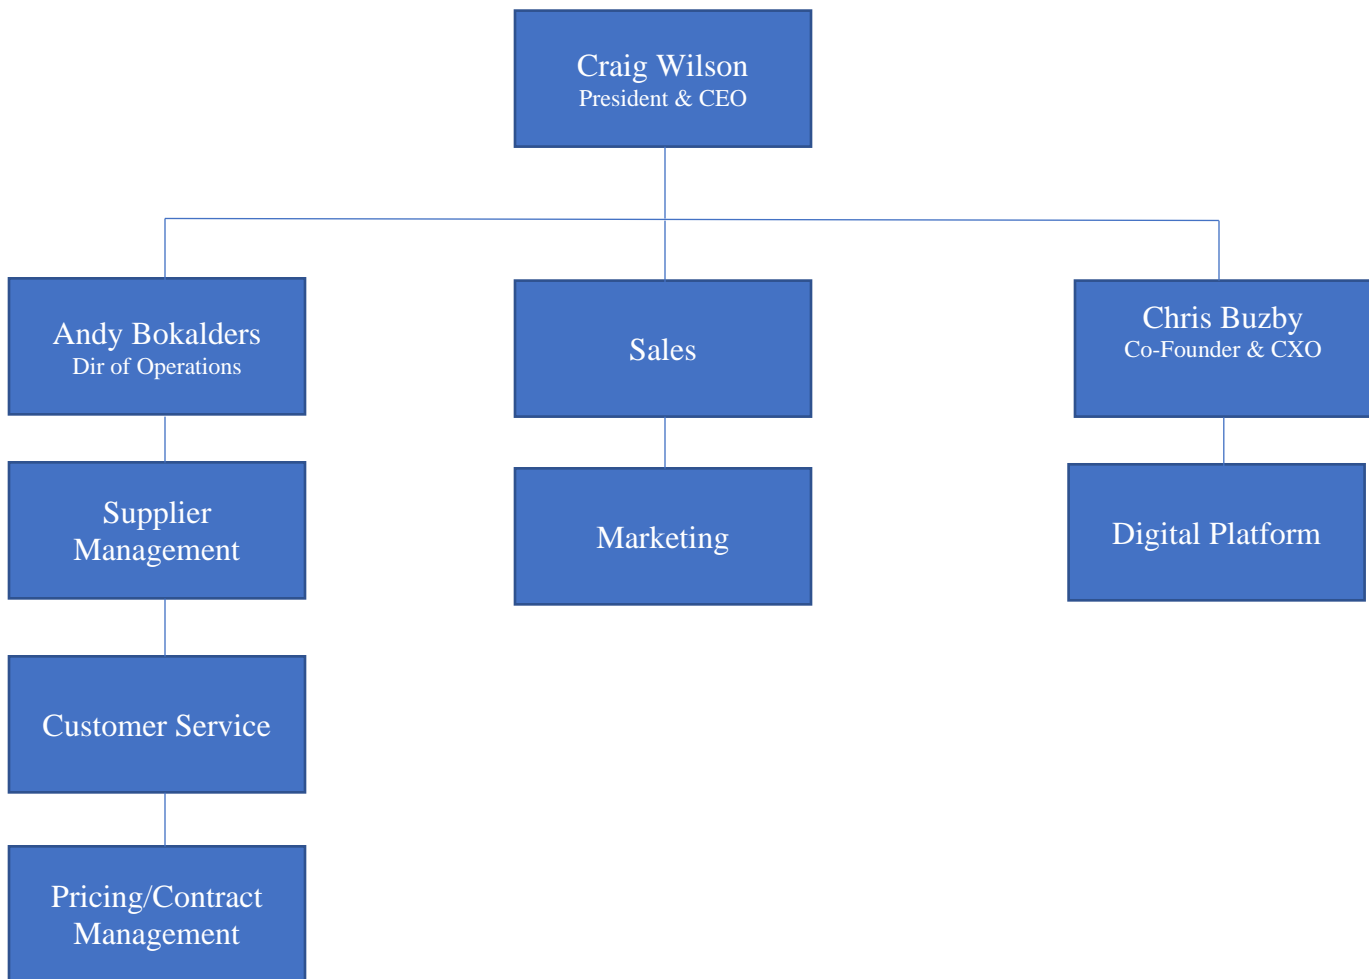 Craig Wilson
President & CEO
Andy Bokalders
Dir of Operations
Sales
Chris Buzby
Co-Founder & CXO
Supplier
Management
Marketing
Digital Platform
Customer Service
Pricing/Contract
Management